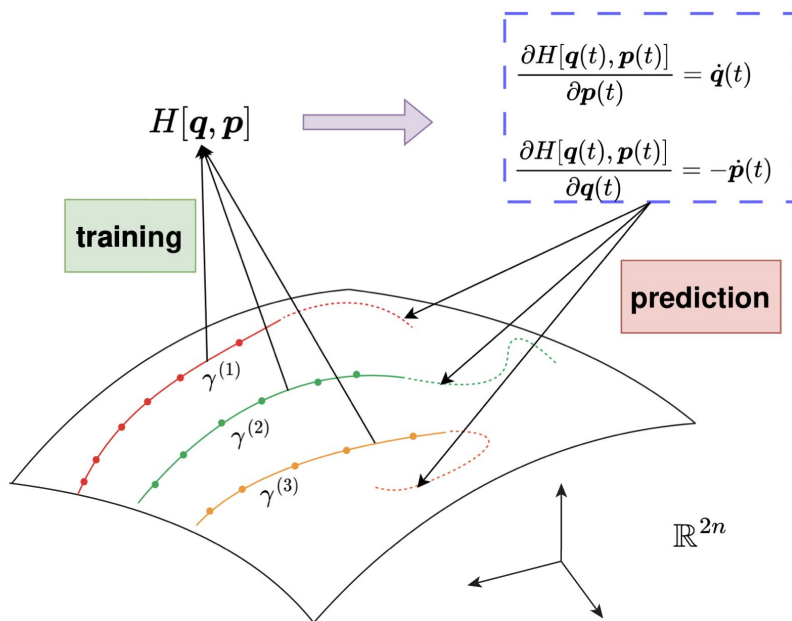 ∂H[𝒒(t), 𝒑(t)] / ∂𝒑(t) = 𝒒̇(t)
H[𝒒, 𝒑]
∂H[𝒒(t), 𝒑(t)] / ∂𝒒(t) = −𝒑̇(t)
training
prediction
γ⁽¹⁾
γ⁽²⁾
γ⁽³⁾
ℝ²ⁿ